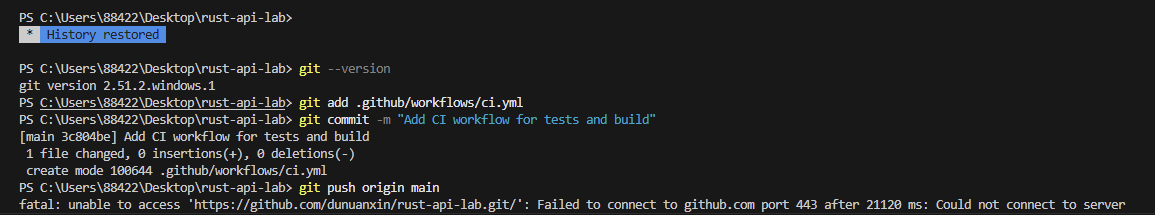 PS C:\Users\88422\Desktop\rust-api-lab>
* History restored
PS C:\Users\88422\Desktop\rust-api-lab> git --version
git version 2.51.2.windows.1
PS C:\Users\88422\Desktop\rust-api-lab> git add .github/workflows/ci.yml
PS C:\Users\88422\Desktop\rust-api-lab> git commit -m "Add CI workflow for tests and build"
[main 3c804be] Add CI workflow for tests and build
 1 file changed, 0 insertions(+), 0 deletions(-)
 create mode 100644 .github/workflows/ci.yml
PS C:\Users\88422\Desktop\rust-api-lab> git push origin main
fatal: unable to access 'https://github.com/dunuanxin/rust-api-lab.git/': Failed to connect to github.com port 443 after 21120 ms: Could not connect to server